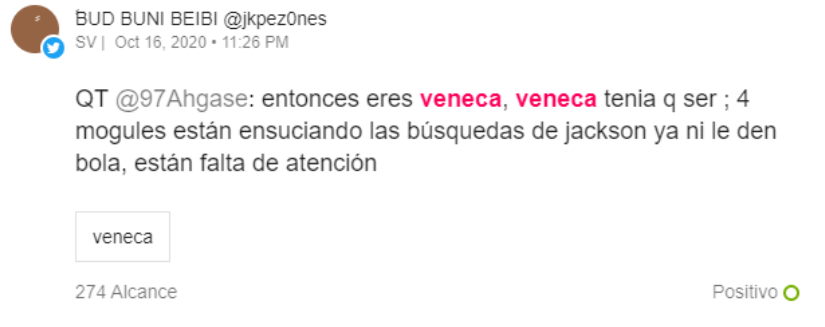 BUD BUNI BEIBI @jkpez0nes
SV | Oct 16, 2020 • 11:26 PM
QT @97Ahgase: entonces eres veneca, veneca tenia q ser ; 4
mogules están ensuciando las búsquedas de jackson ya ni le den
bola, están falta de atención
veneca
274 Alcance
Positivo